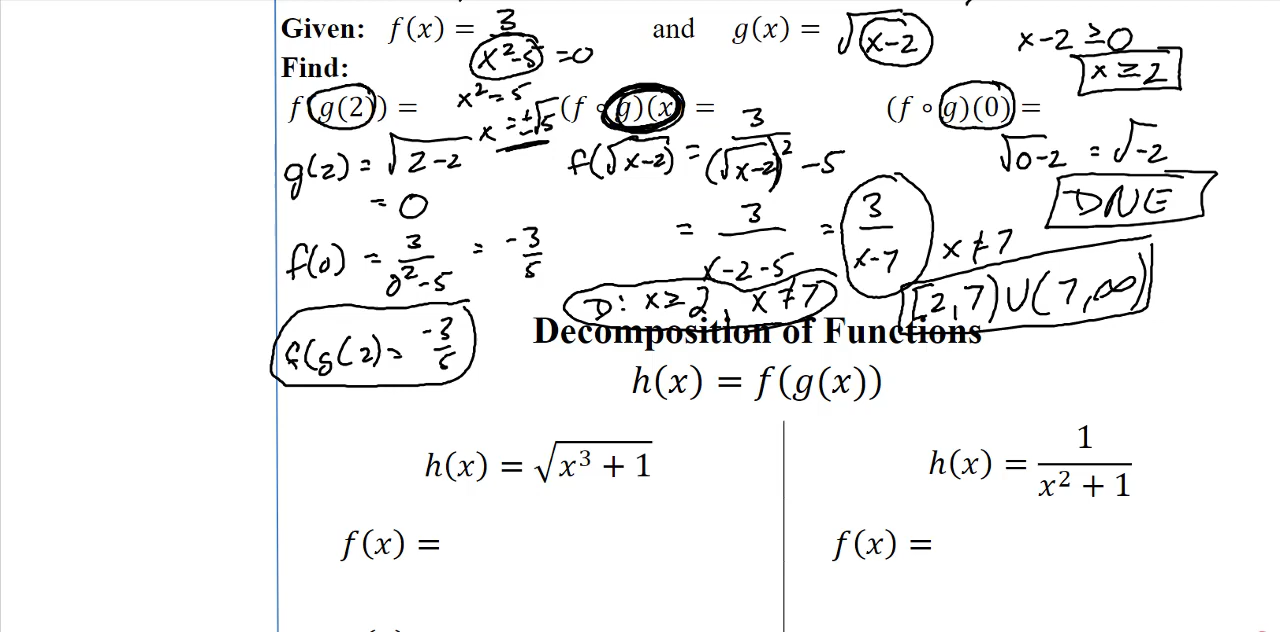 Given: f(x) = 3 / (x² - 5) = 0 and g(x) = √(x-2) x-2 ≥ 0
Find: x ≥ 2
x² = 5
x = ±√5
f(g(2)) = (f ∘ g)(x) = (f ∘ g)(0) =
g(2) = √(2-2) f(√(x-2)) = 3 / ((√(x-2))² - 5) √(0-2) = √-2
= 0 DNE
f(0) = 3 / (0² - 5) = -3/5 = 3 / (x-2-5) = 3 / (x-7) x ≠ 7
D: x ≥ 2, x ≠ 7 [2,7) ∪ (7,∞)
f(g(2) = -3/5
Decomposition of Functions
h(x) = f(g(x))
h(x) = √(x³ + 1) h(x) = 1 / (x² + 1)
f(x) = f(x) =